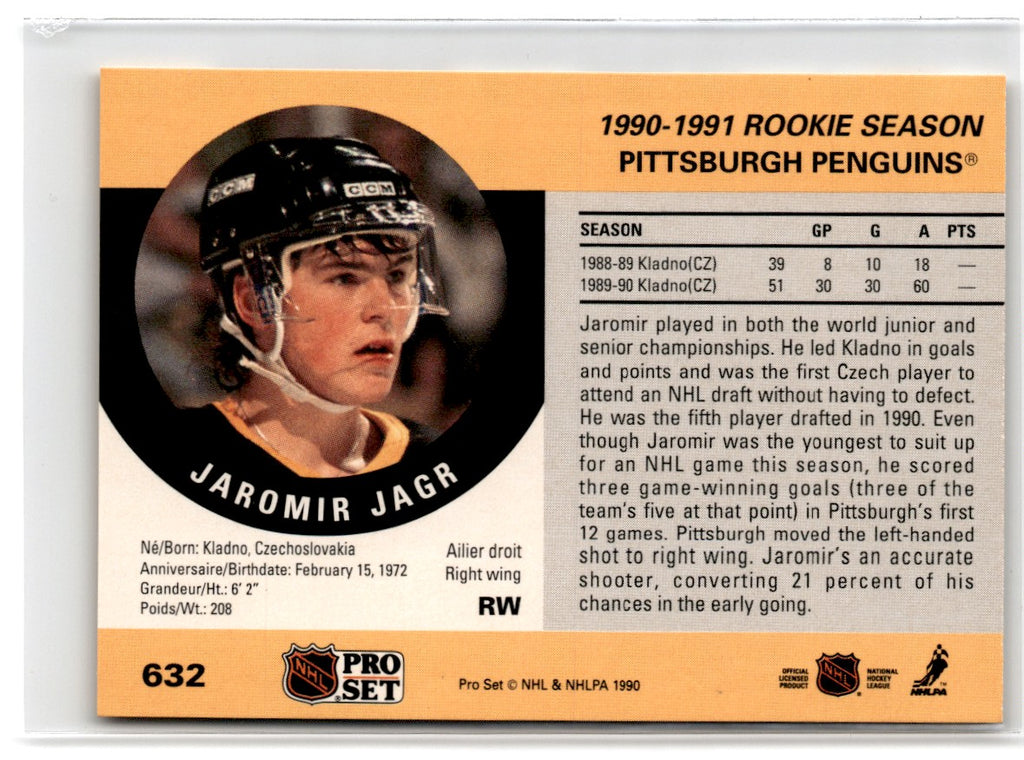 1990-1991 ROOKIE SEASON
PITTSBURGH PENGUINS®
CCM
CCM
SEASON GP G A PTS
1988-89 Kladno(CZ) 39 8 10 18 —
1989-90 Kladno(CZ) 51 30 30 60 —
Jaromir played in both the world junior and
senior championships. He led Kladno in goals
and points and was the first Czech player to
attend an NHL draft without having to defect.
He was the fifth player drafted in 1990. Even
though Jaromir was the youngest to suit up
for an NHL game this season, he scored
three game-winning goals (three of the
team's five at that point) in Pittsburgh's first
12 games. Pittsburgh moved the left-handed
shot to right wing. Jaromir's an accurate
shooter, converting 21 percent of his
chances in the early going.
JAROMIR JAGR
Né/Born: Kladno, Czechoslovakia
Anniversaire/Birthdate: February 15, 1972
Grandeur/Ht.: 6' 2"
Poids/Wt.: 208
Ailier droit
Right wing
RW
632
NHL
PRO
SET®
Pro Set © NHL & NHLPA 1990
OFFICIAL
LICENSED
PRODUCT
NHL
NATIONAL
HOCKEY
LEAGUE
NHLPA™